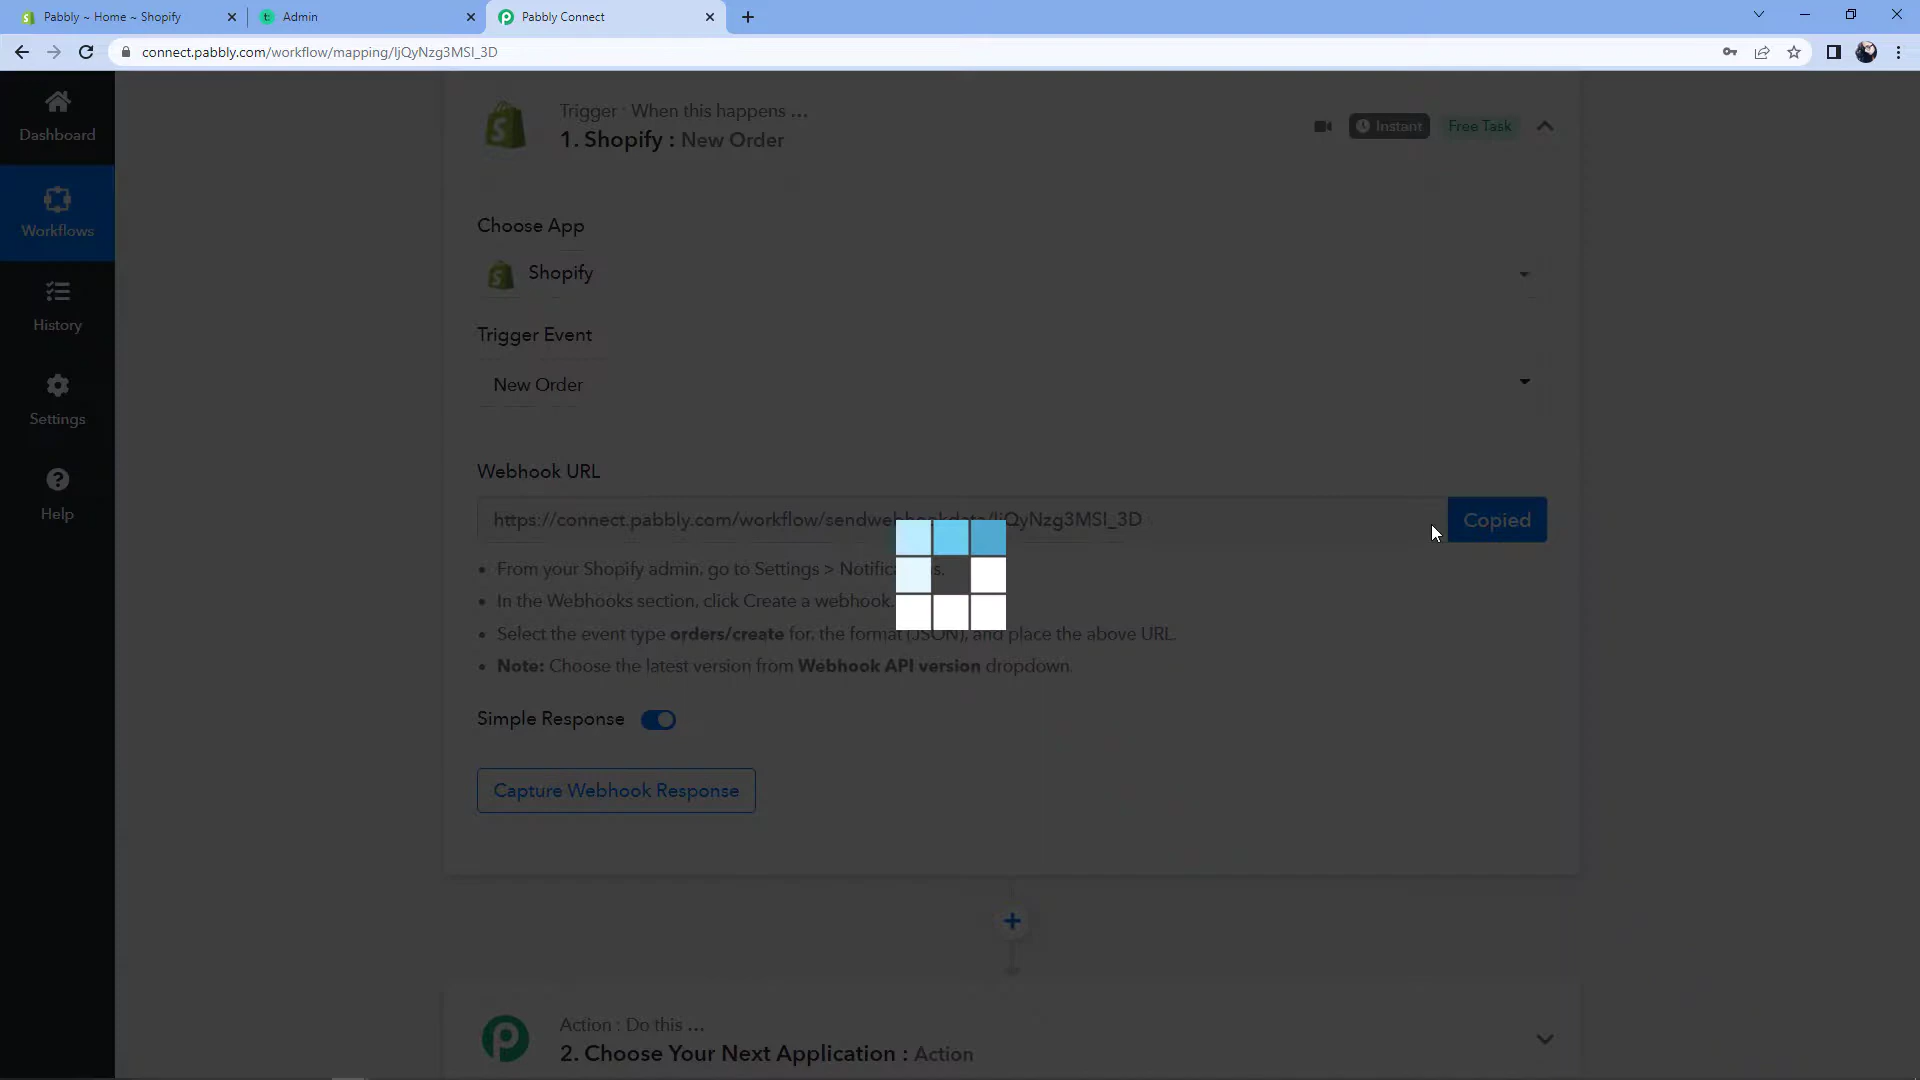 Pabbly ~ Home ~ Shopify
Admin
Pabbly Connect
connect.pabbly.com/workflow/mapping/IjQyNzg3MSI_3D
Dashboard
Workflows
History
Settings
Help
Trigger : When this happens ...
1. Shopify : New Order
Instant
Free Task
Choose App
Shopify
Trigger Event
New Order
Webhook URL
https://connect.pabbly.com/workflow/sendwebhookdata/IjQyNzg3MSI_3D
Copied
From your Shopify admin, go to Settings > Notifications.
In the Webhooks section, click Create a webhook.
Select the event type orders/create for, the format (JSON), and place the above URL.
Note: Choose the latest version from Webhook API version dropdown.
Simple Response
Capture Webhook Response
Action : Do this ...
2. Choose Your Next Application : Action